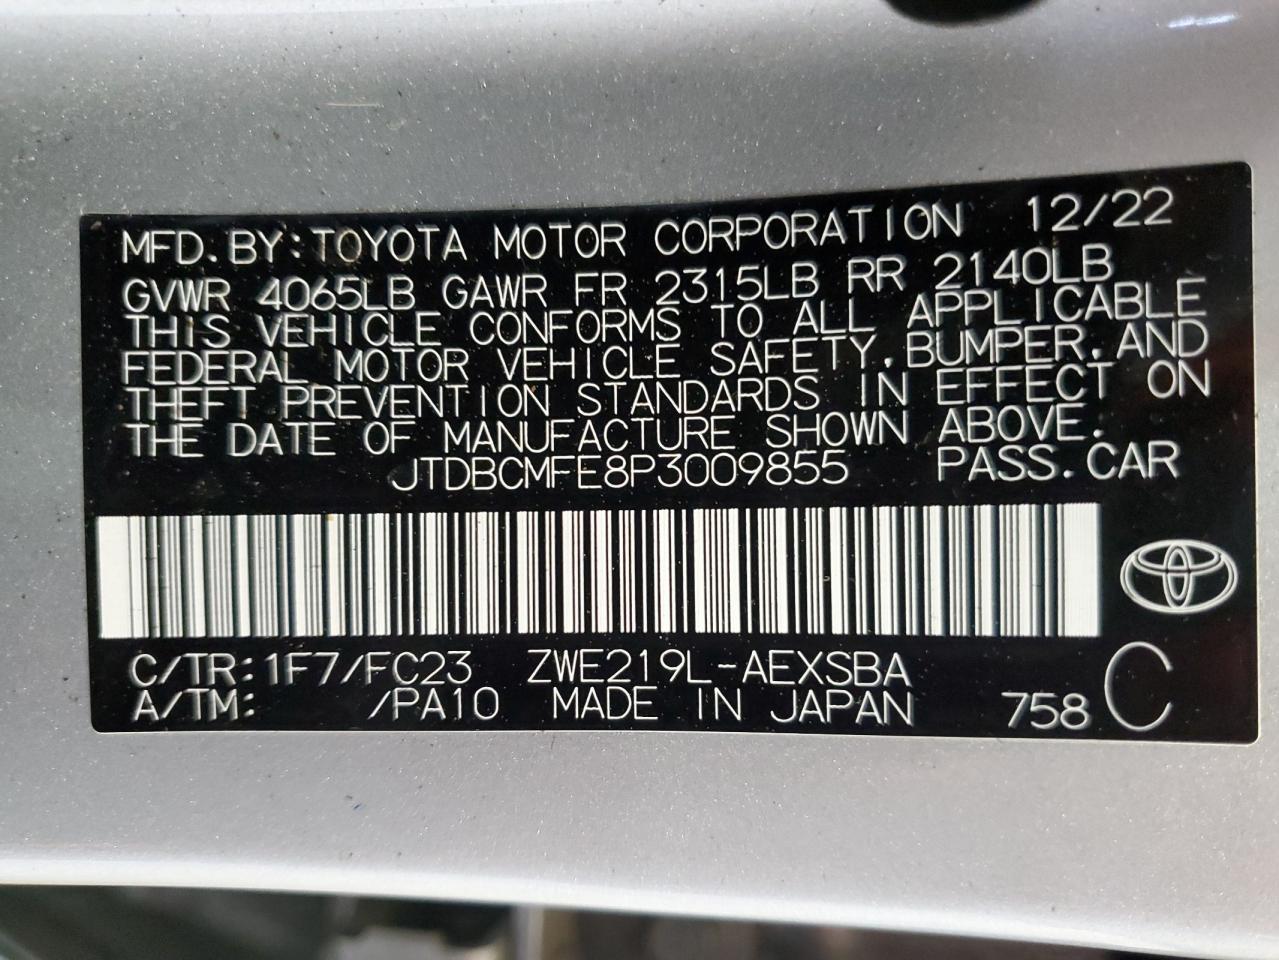 MFD. BY: TOYOTA MOTOR CORPORATION 12/22
GVWR 4065LB GAWR FR 2315LB RR 2140LB
THIS VEHICLE CONFORMS TO ALL APPLICABLE
FEDERAL MOTOR VEHICLE SAFETY, BUMPER, AND
THEFT PREVENTION STANDARDS IN EFFECT ON
THE DATE OF MANUFACTURE SHOWN ABOVE.
JTDBCMFE8P3009855 PASS. CAR
C/TR: 1F7/FC23 ZWE219L-AEXSBA
A/TM: /PA10 MADE IN JAPAN 758 C